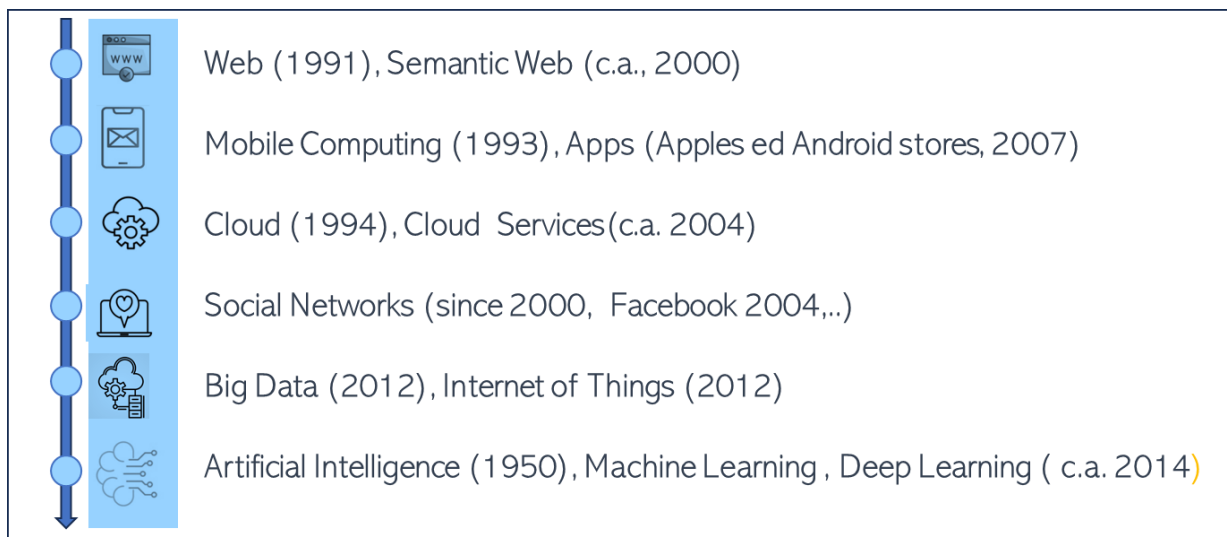 WWW
Web (1991), Semantic Web (c.a., 2000)
Mobile Computing (1993), Apps (Apples ed Android stores, 2007)
Cloud (1994), Cloud Services(c.a. 2004)
Social Networks (since 2000, Facebook 2004,..)
Big Data (2012), Internet of Things (2012)
Artificial Intelligence (1950), Machine Learning , Deep Learning ( c.a. 2014)